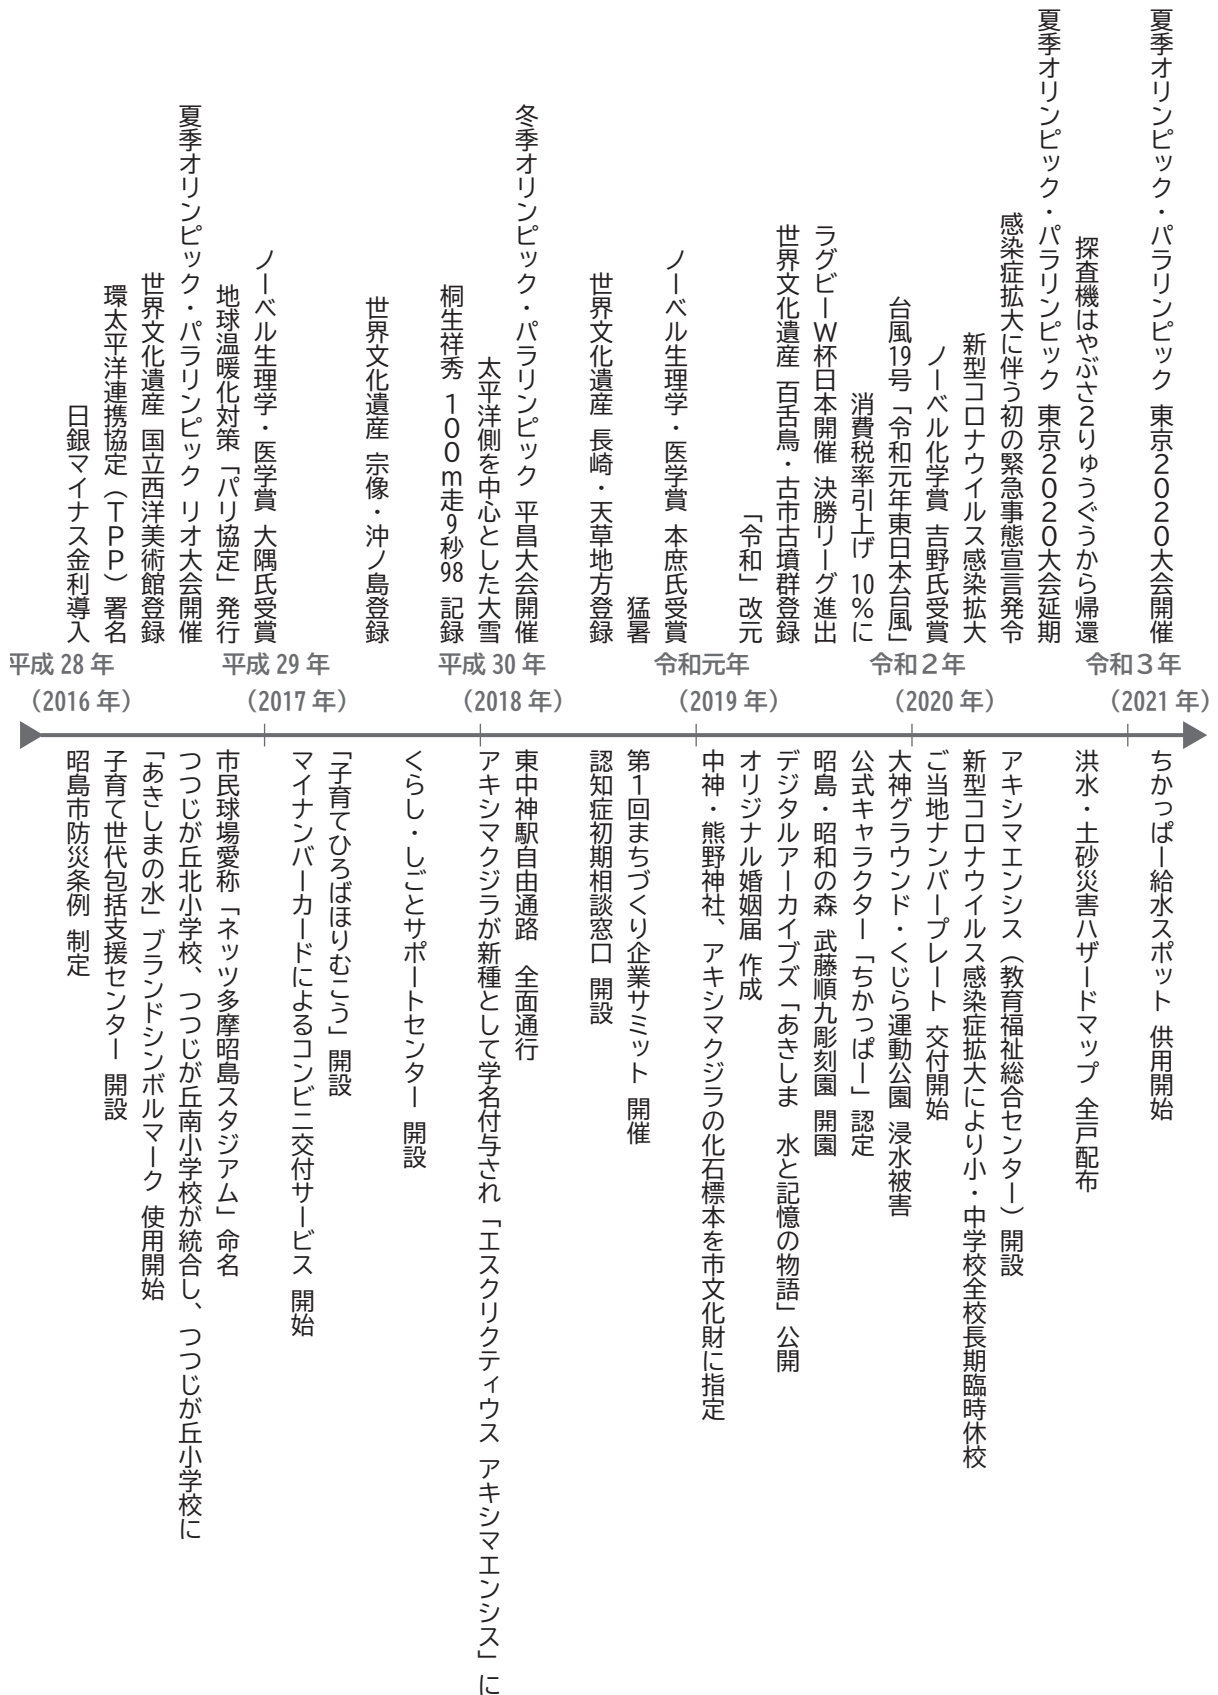 日銀マイナス金利導入
環太平洋連携協定（ＴＰＰ）署名
世界文化遺産 国立西洋美術館登録
夏季オリンピック・パラリンピック リオ大会開催
地球温暖化対策「パリ協定」発行
ノーベル生理学・医学賞 大隅氏受賞
世界文化遺産 宗像・沖ノ島登録
桐生祥秀 １００ｍ走9秒98 記録
太平洋側を中心とした大雪
冬季オリンピック・パラリンピック 平昌大会開催
世界文化遺産 長崎・天草地方登録
猛暑
ノーベル生理学・医学賞 本庶氏受賞
「令和」改元
世界文化遺産 百舌鳥・古市古墳群登録
ラグビーＷ杯日本開催 決勝リーグ進出
消費税率引上げ 10％に
台風19号「令和元年東日本台風」
ノーベル化学賞 吉野氏受賞
新型コロナウイルス感染拡大
感染症拡大に伴う初の緊急事態宣言発令
夏季オリンピック・パラリンピック 東京２０２０大会延期
探査機はやぶさ２りゅうぐうから帰還
夏季オリンピック・パラリンピック 東京２０２０大会開催
平成 28 年
（2016 年）
平成 29 年
（2017 年）
平成 30 年
（2018 年）
令和元年
（2019 年）
令和２年
（2020 年）
令和３年
（2021 年）
昭島市防災条例 制定
子育て世代包括支援センター 開設
「あきしまの水」ブランドシンボルマーク 使用開始
つつじが丘北小学校、つつじが丘南小学校が統合し、つつじが丘小学校に
市民球場愛称「ネッツ多摩昭島スタジアム」命名
マイナンバーカードによるコンビニ交付サービス 開始
「子育てひろばほりむこう」開設
くらし・しごとサポートセンター 開設
アキシマクジラが新種として学名付与され「エスクリクティウス アキシマエンシス」に
東中神駅自由通路　全面通行
認知症初期相談窓口 開設
第１回まちづくり企業サミット 開催
中神・熊野神社、アキシマクジラの化石標本を市文化財に指定
オリジナル婚姻届 作成
デジタルアーカイブズ「あきしま　水と記憶の物語」公開
昭島・昭和の森 武藤順九彫刻園 開園
公式キャラクター「ちかっぱー」認定
大神グラウンド・くじら運動公園 浸水被害
ご当地ナンバープレート 交付開始
新型コロナウイルス感染症拡大により小・中学校全校長期臨時休校
アキシマエンシス（教育福祉総合センター）開設
洪水・土砂災害ハザードマップ 全戸配布
ちかっぱー給水スポット 供用開始